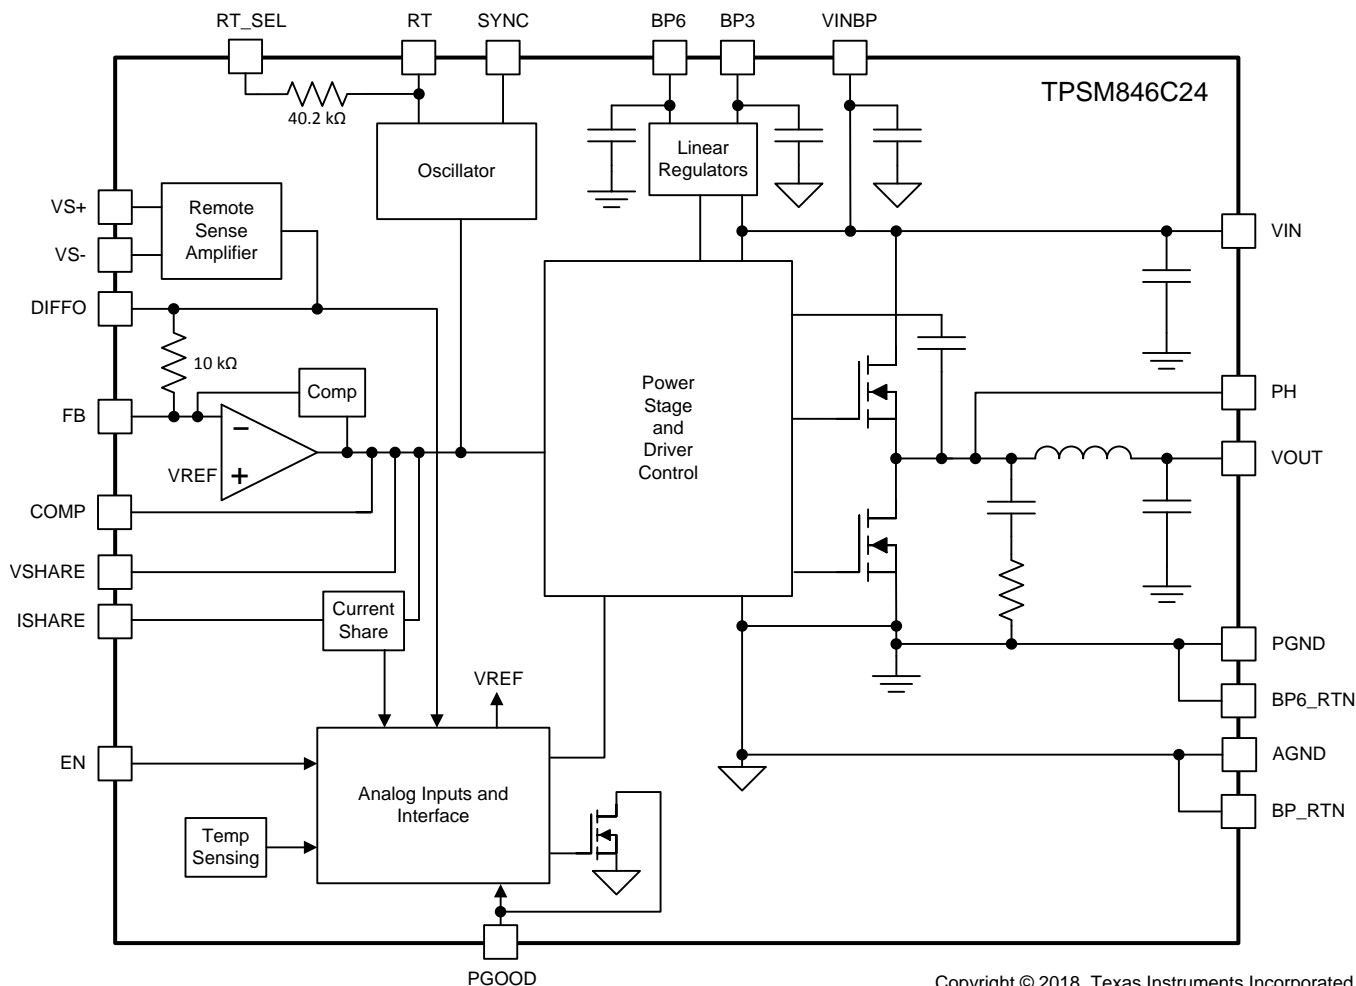 RT_SEL
RT
SYNC
BP6
BP3
VINBP
TPSM846C24
40.2 kΩ
Oscillator
Linear
Regulators
VS+
VS-
Remote
Sense
Amplifier
VIN
DIFFO
10 kΩ
Comp
FB
VREF
COMP
VSHARE
ISHARE
Current
Share
Power
Stage
and
Driver
Control
PH
VOUT
PGND
BP6_RTN
AGND
BP_RTN
VREF
EN
Analog Inputs and
Interface
Temp
Sensing
PGOOD
Copyright © 2018, Texas Instruments Incorporated